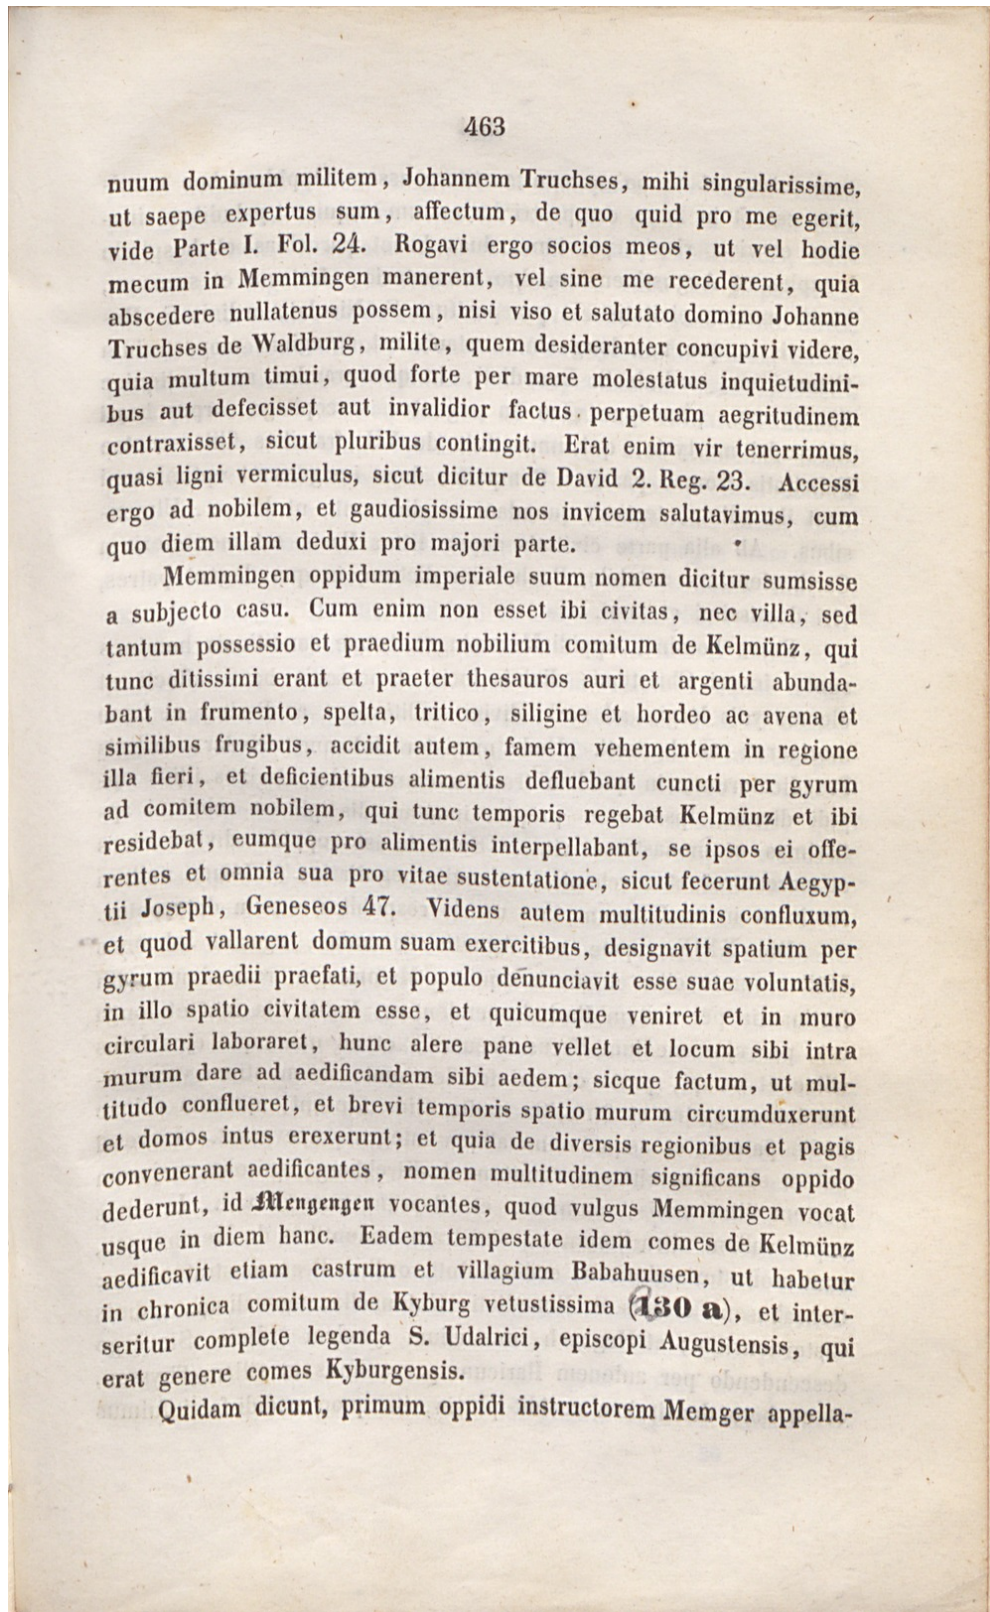 463
nuum dominum militem, Johannem Truchses, mihi singularissime,
ut saepe expertus sum, affectum, de quo quid pro me egerit,
vide Parte I. Fol. 24. Rogavi ergo socios meos, ut vel hodie
mecum in Memmingen manerent, vel sine me recederent, quia
abscedere nullatenus possem, nisi viso et salutato domino Johanne
Truchses de Waldburg, milite, quem desideranter concupivi videre,
quia multum timui, quod forte per mare molestatus inquietudini-
bus aut defecisset aut invalidior factus perpetuam aegritudinem
contraxisset, sicut pluribus contingit. Erat enim vir tenerrimus,
quasi ligni vermiculus, sicut dicitur de David 2. Reg. 23. Accessi
ergo ad nobilem, et gaudiosissime nos invicem salutavimus, cum
quo diem illam deduxi pro majori parte.
Memmingen oppidum imperiale suum nomen dicitur sumsisse
a subjecto casu. Cum enim non esset ibi civitas, nec villa, sed
tantum possessio et praedium nobilium comitum de Kelmünz, qui
tunc ditissimi erant et praeter thesauros auri et argenti abunda-
bant in frumento, spelta, tritico, siligine et hordeo ac avena et
similibus frugibus, accidit autem, famem vehementem in regione
illa fieri, et deficientibus alimentis defluebant cuncti per gyrum
ad comitem nobilem, qui tunc temporis regebat Kelmünz et ibi
residebat, eumque pro alimentis interpellabant, se ipsos ei offe-
rentes et omnia sua pro vitae sustentatione, sicut fecerunt Aegyp-
tii Joseph, Geneseos 47. Videns autem multitudinis confluxum,
et quod vallarent domum suam exercitibus, designavit spatium per
gyrum praedii praefati, et populo denunciavit esse suae voluntatis,
in illo spatio civitatem esse, et quicumque veniret et in muro
circulari laboraret, hunc alere pane vellet et locum sibi intra
murum dare ad aedificandam sibi aedem; sicque factum, ut mul-
titudo conflueret, et brevi temporis spatio murum circumduxerunt
et domos intus erexerunt; et quia de diversis regionibus et pagis
convenerant aedificantes, nomen multitudinem significans oppido
dederunt, id Mengengen vocantes, quod vulgus Memmingen vocat
usque in diem hanc. Eadem tempestate idem comes de Kelmünz
aedificavit etiam castrum et villagium Babahuusen, ut habetur
in chronica comitum de Kyburg vetustissima (130 a), et inter-
seritur complete legenda S. Udalrici, episcopi Augustensis, qui
erat genere comes Kyburgensis.
Quidam dicunt, primum oppidi instructorem Memger appella-